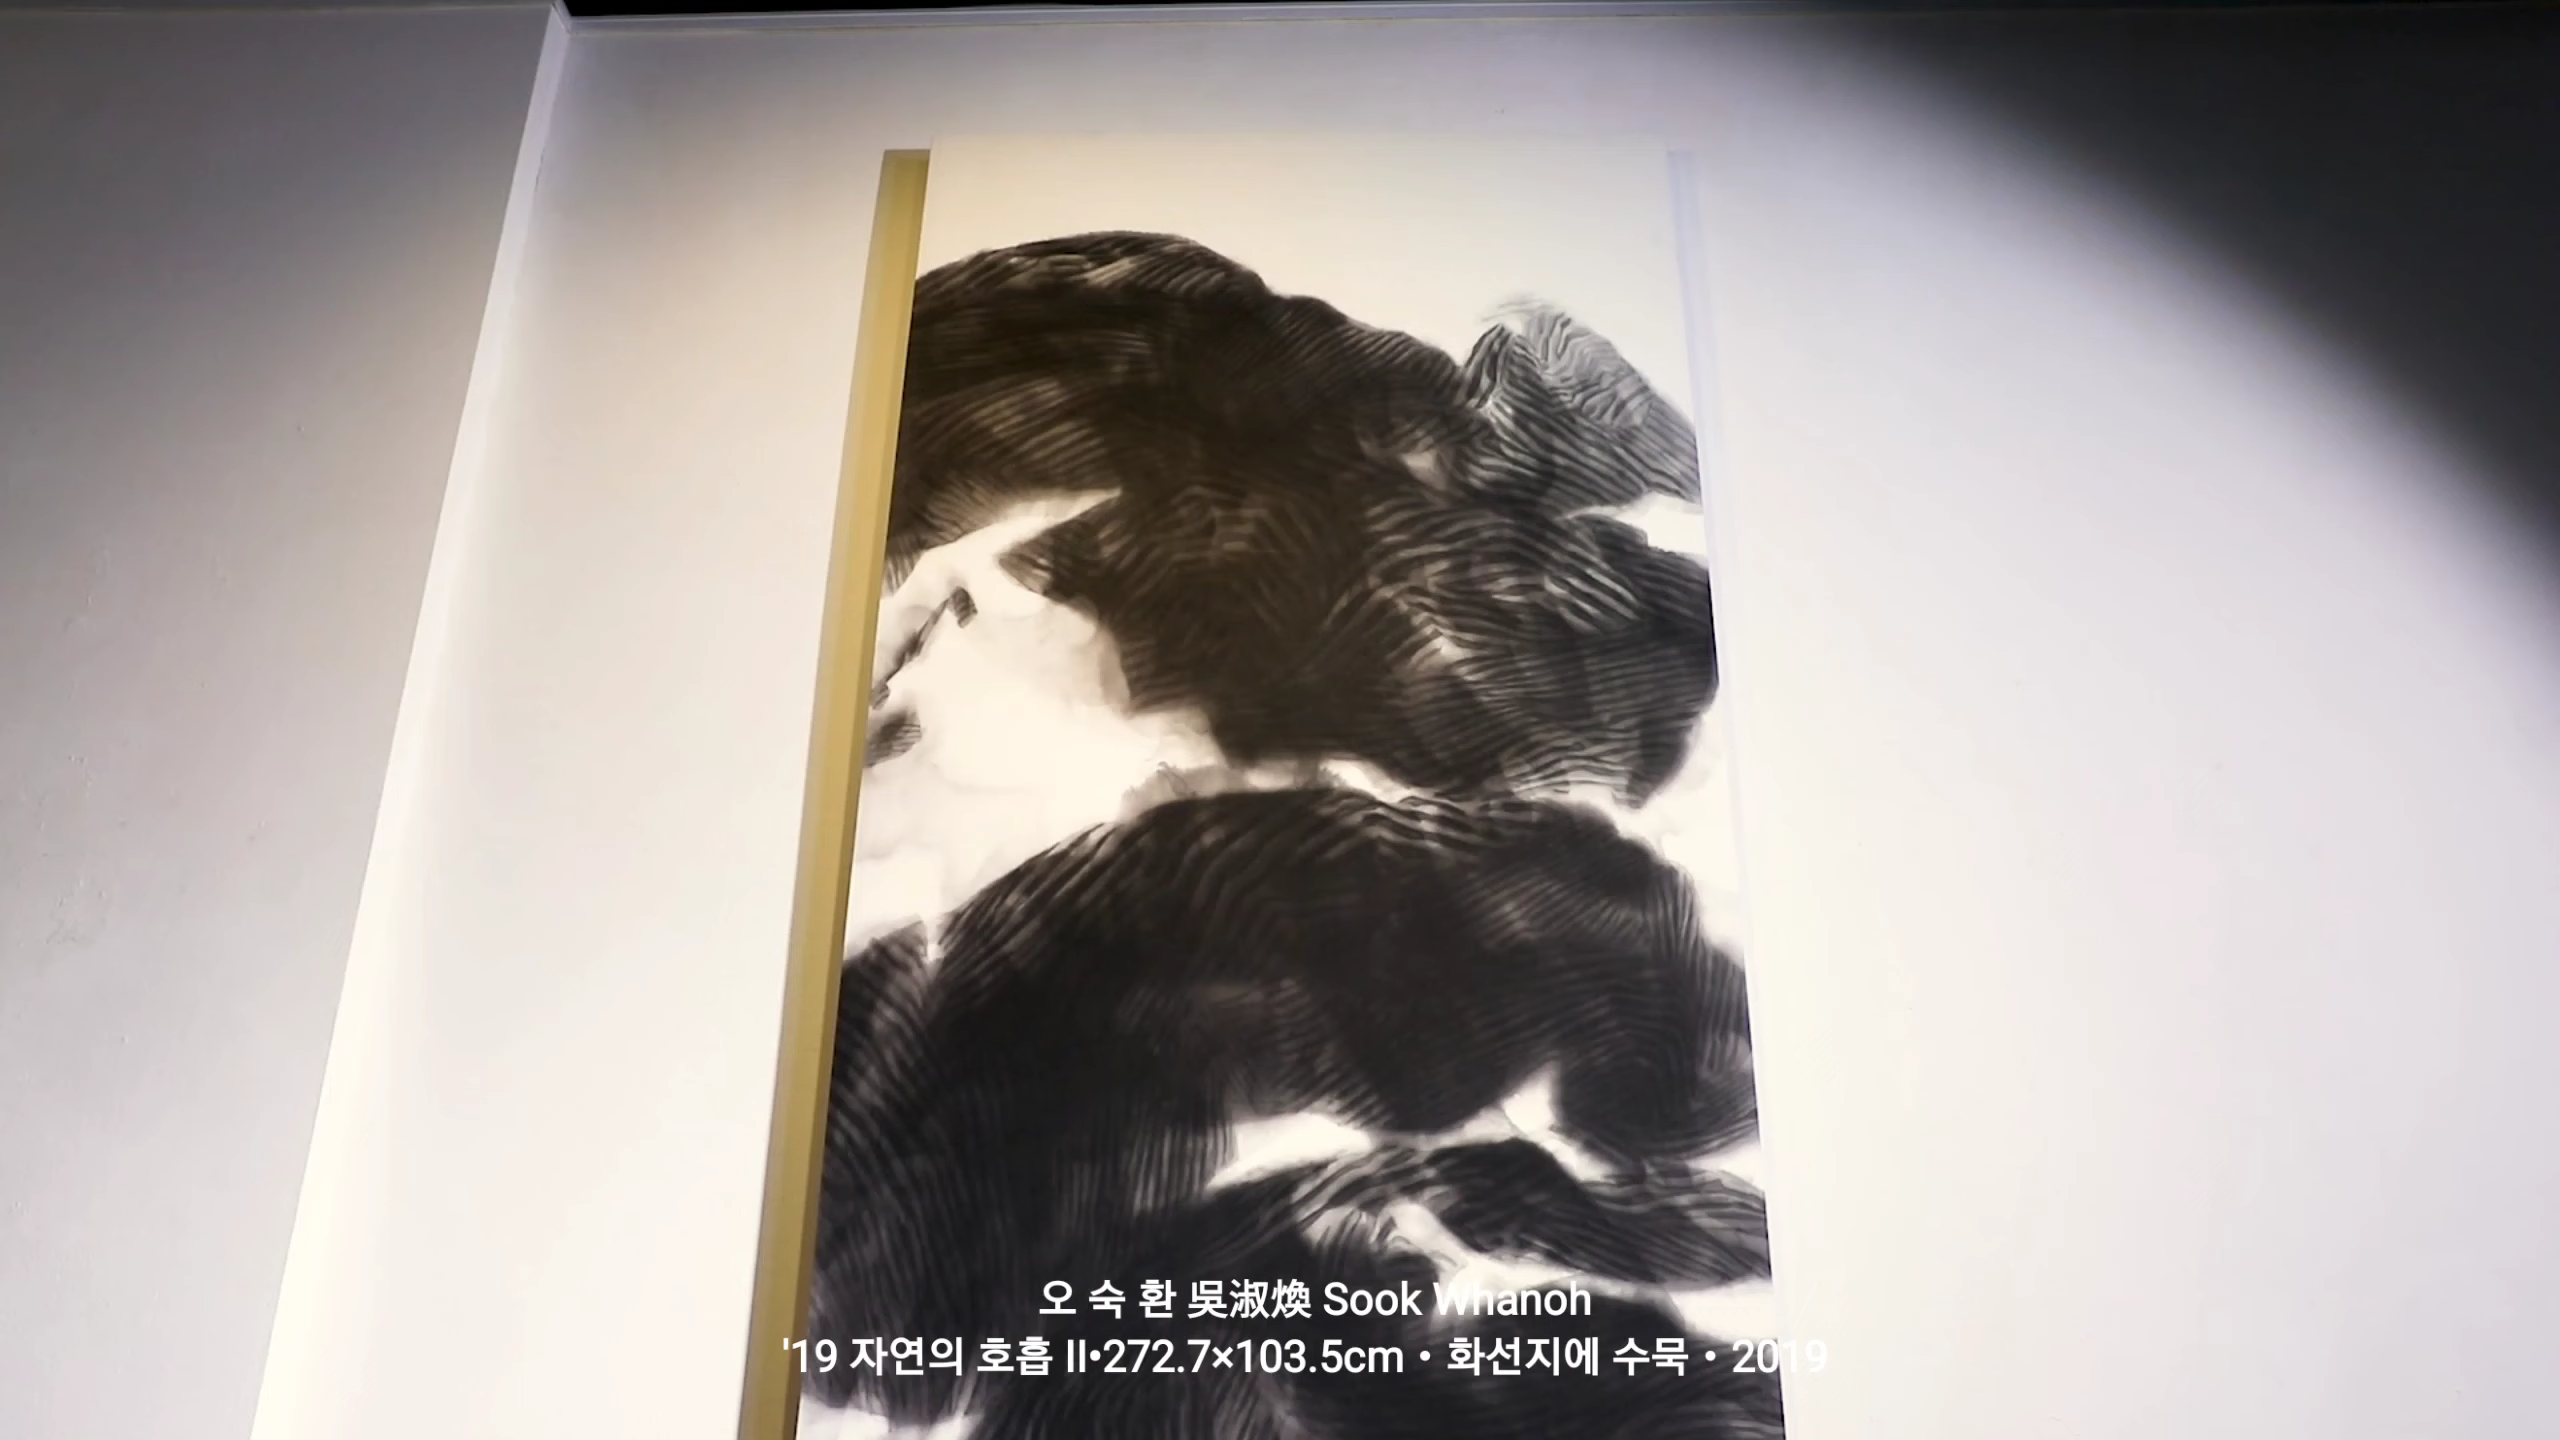 오 숙 환 吳淑煥 Sook Whanoh
'19 자연의 호흡 II•272.7×103.5cm • 화선지에 수묵 • 2019